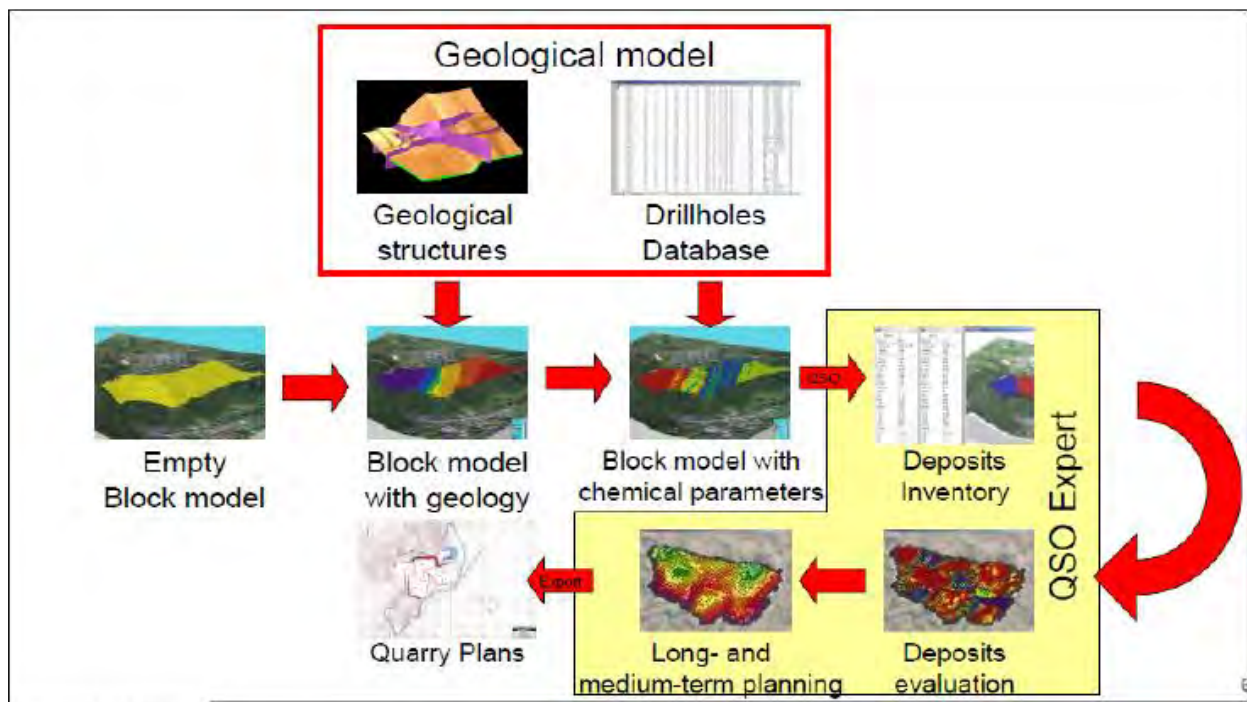 Geological model
Geological
structures
Drillholes
Database
Empty
Block model
Block model
with geology
Block model with
chemical parameters
QSO
Deposits
Inventory
QSO Expert
Deposits
evaluation
Long- and
medium-term planning
Export
Quarry Plans
6